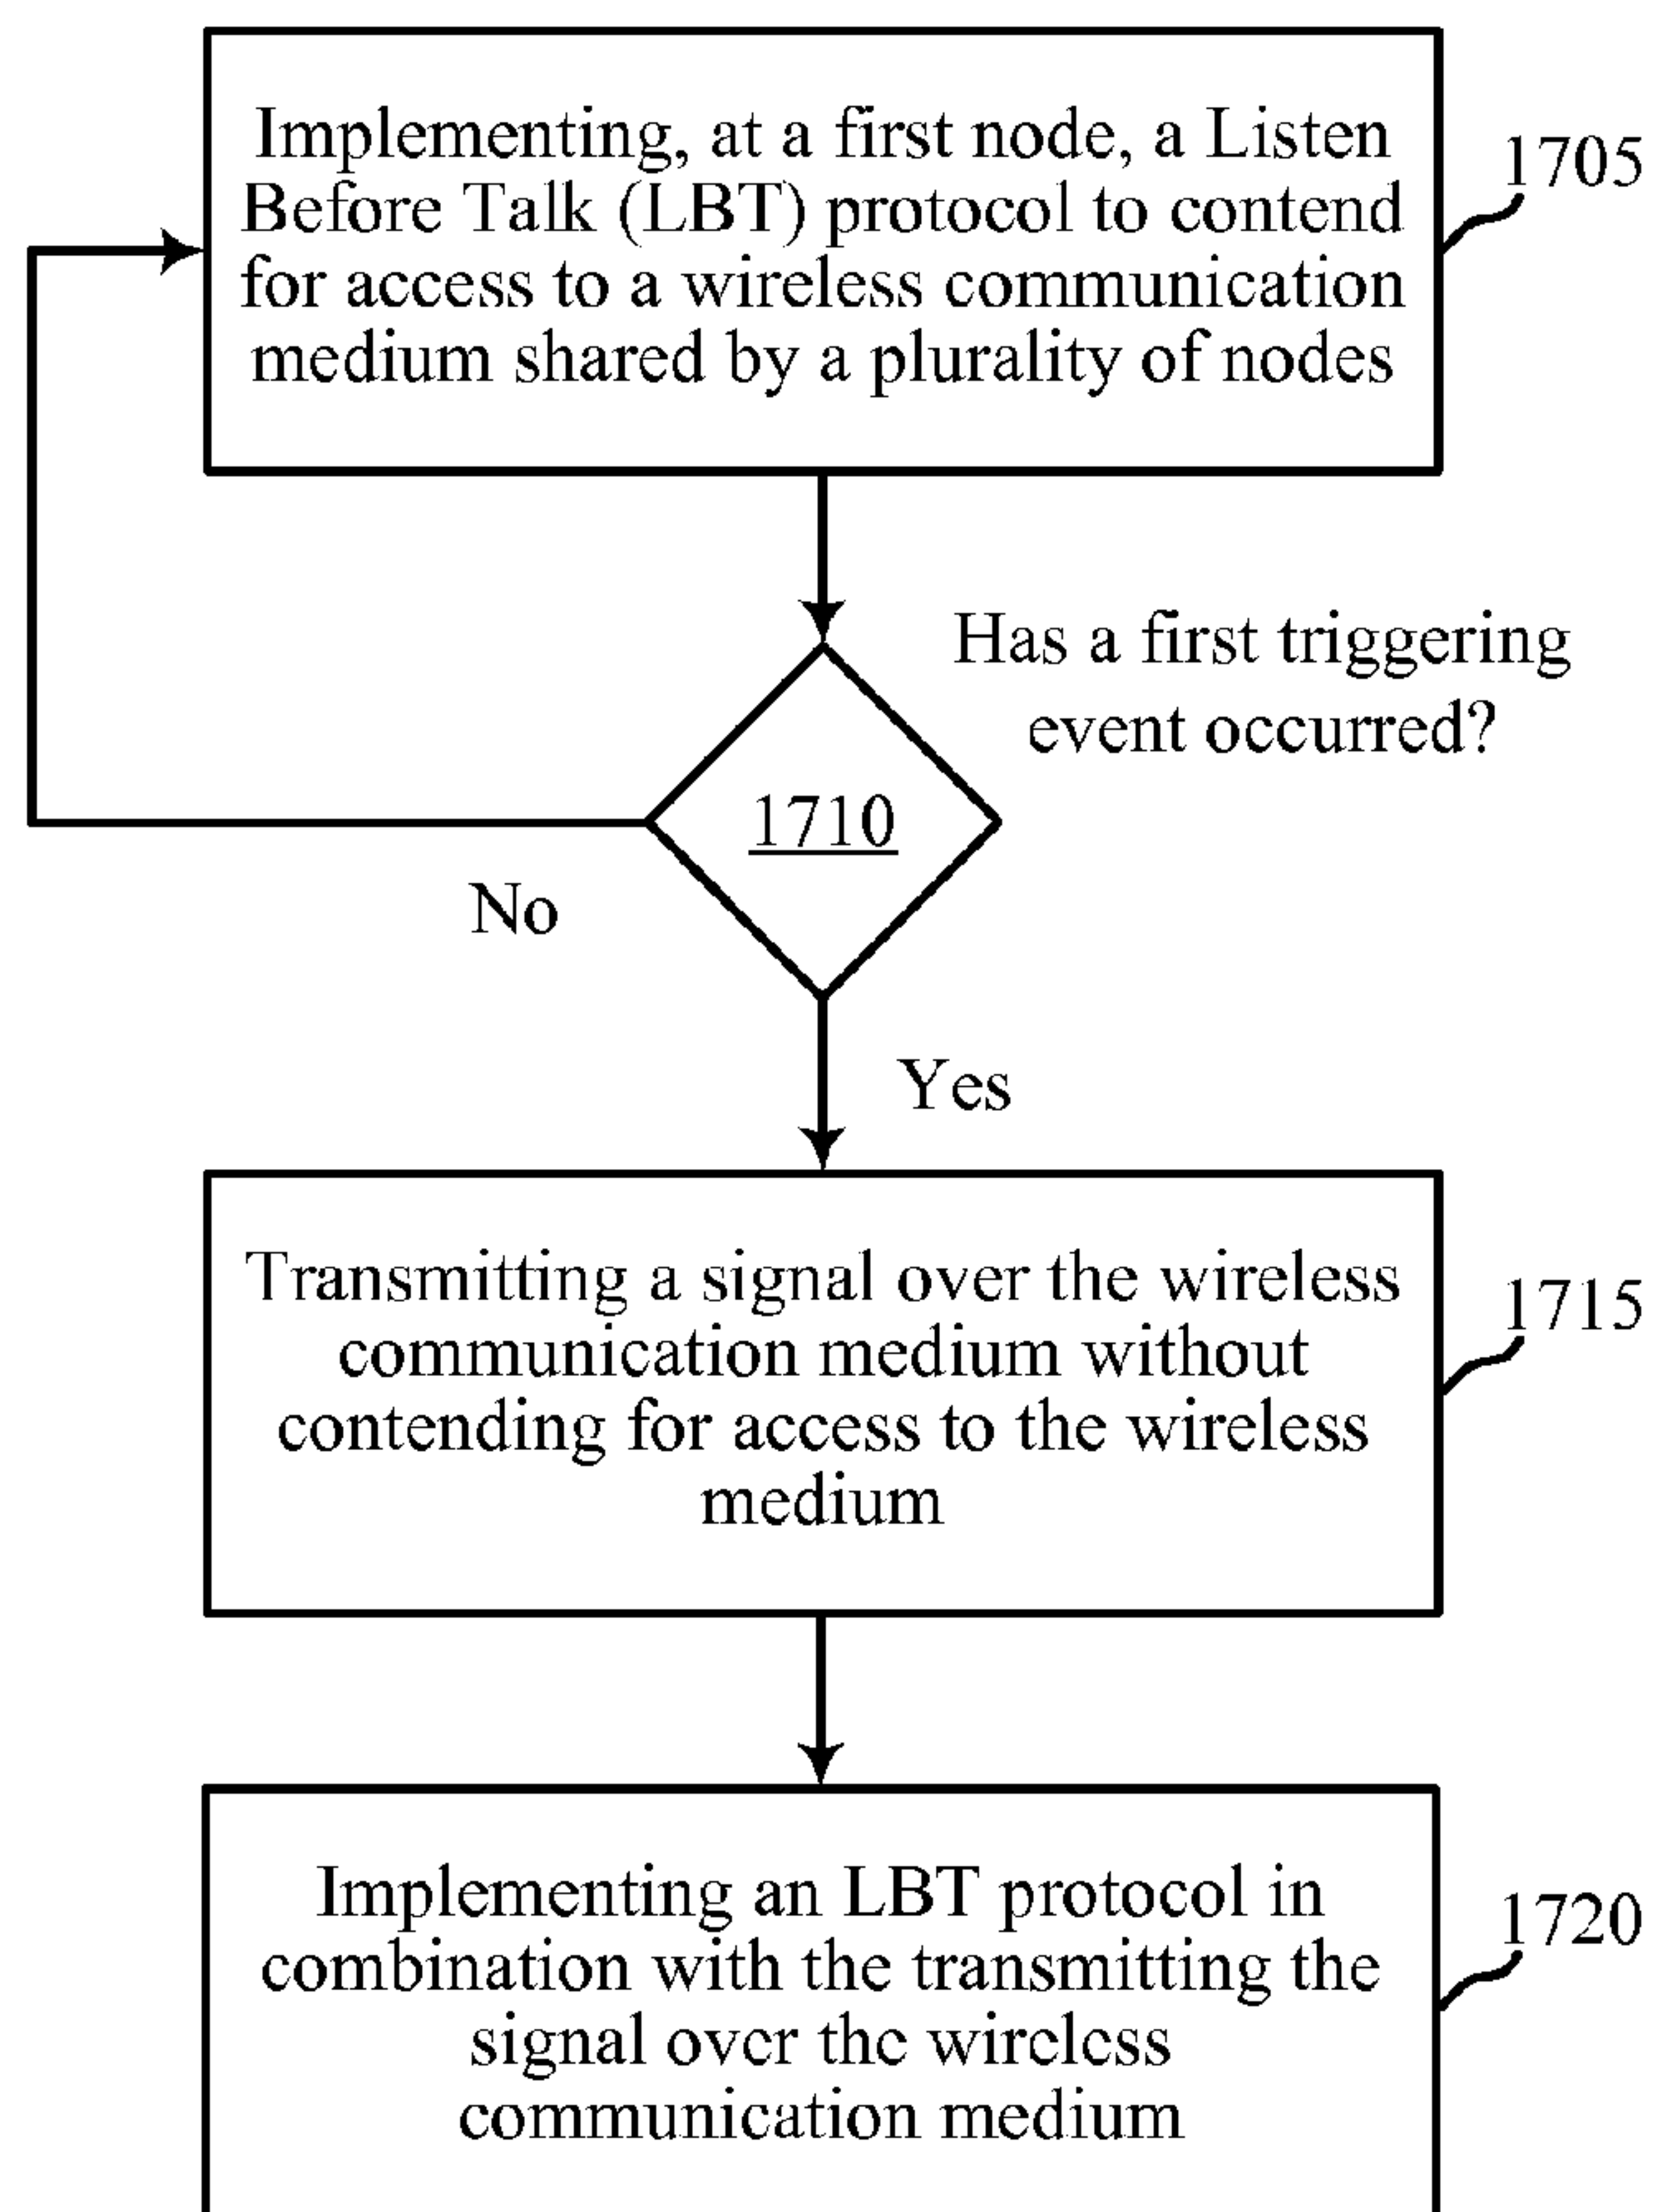 Implementing, at a first node, a Listen
Before Talk (LBT) protocol to contend
for access to a wireless communication
medium shared by a plurality of nodes
1705
Has a first triggering
event occurred?
1710
No
Yes
Transmitting a signal over the wireless
communication medium without
contending for access to the wireless
medium
1715
Implementing an LBT protocol in
combination with the transmitting the
signal over the wireless
communication medium
1720